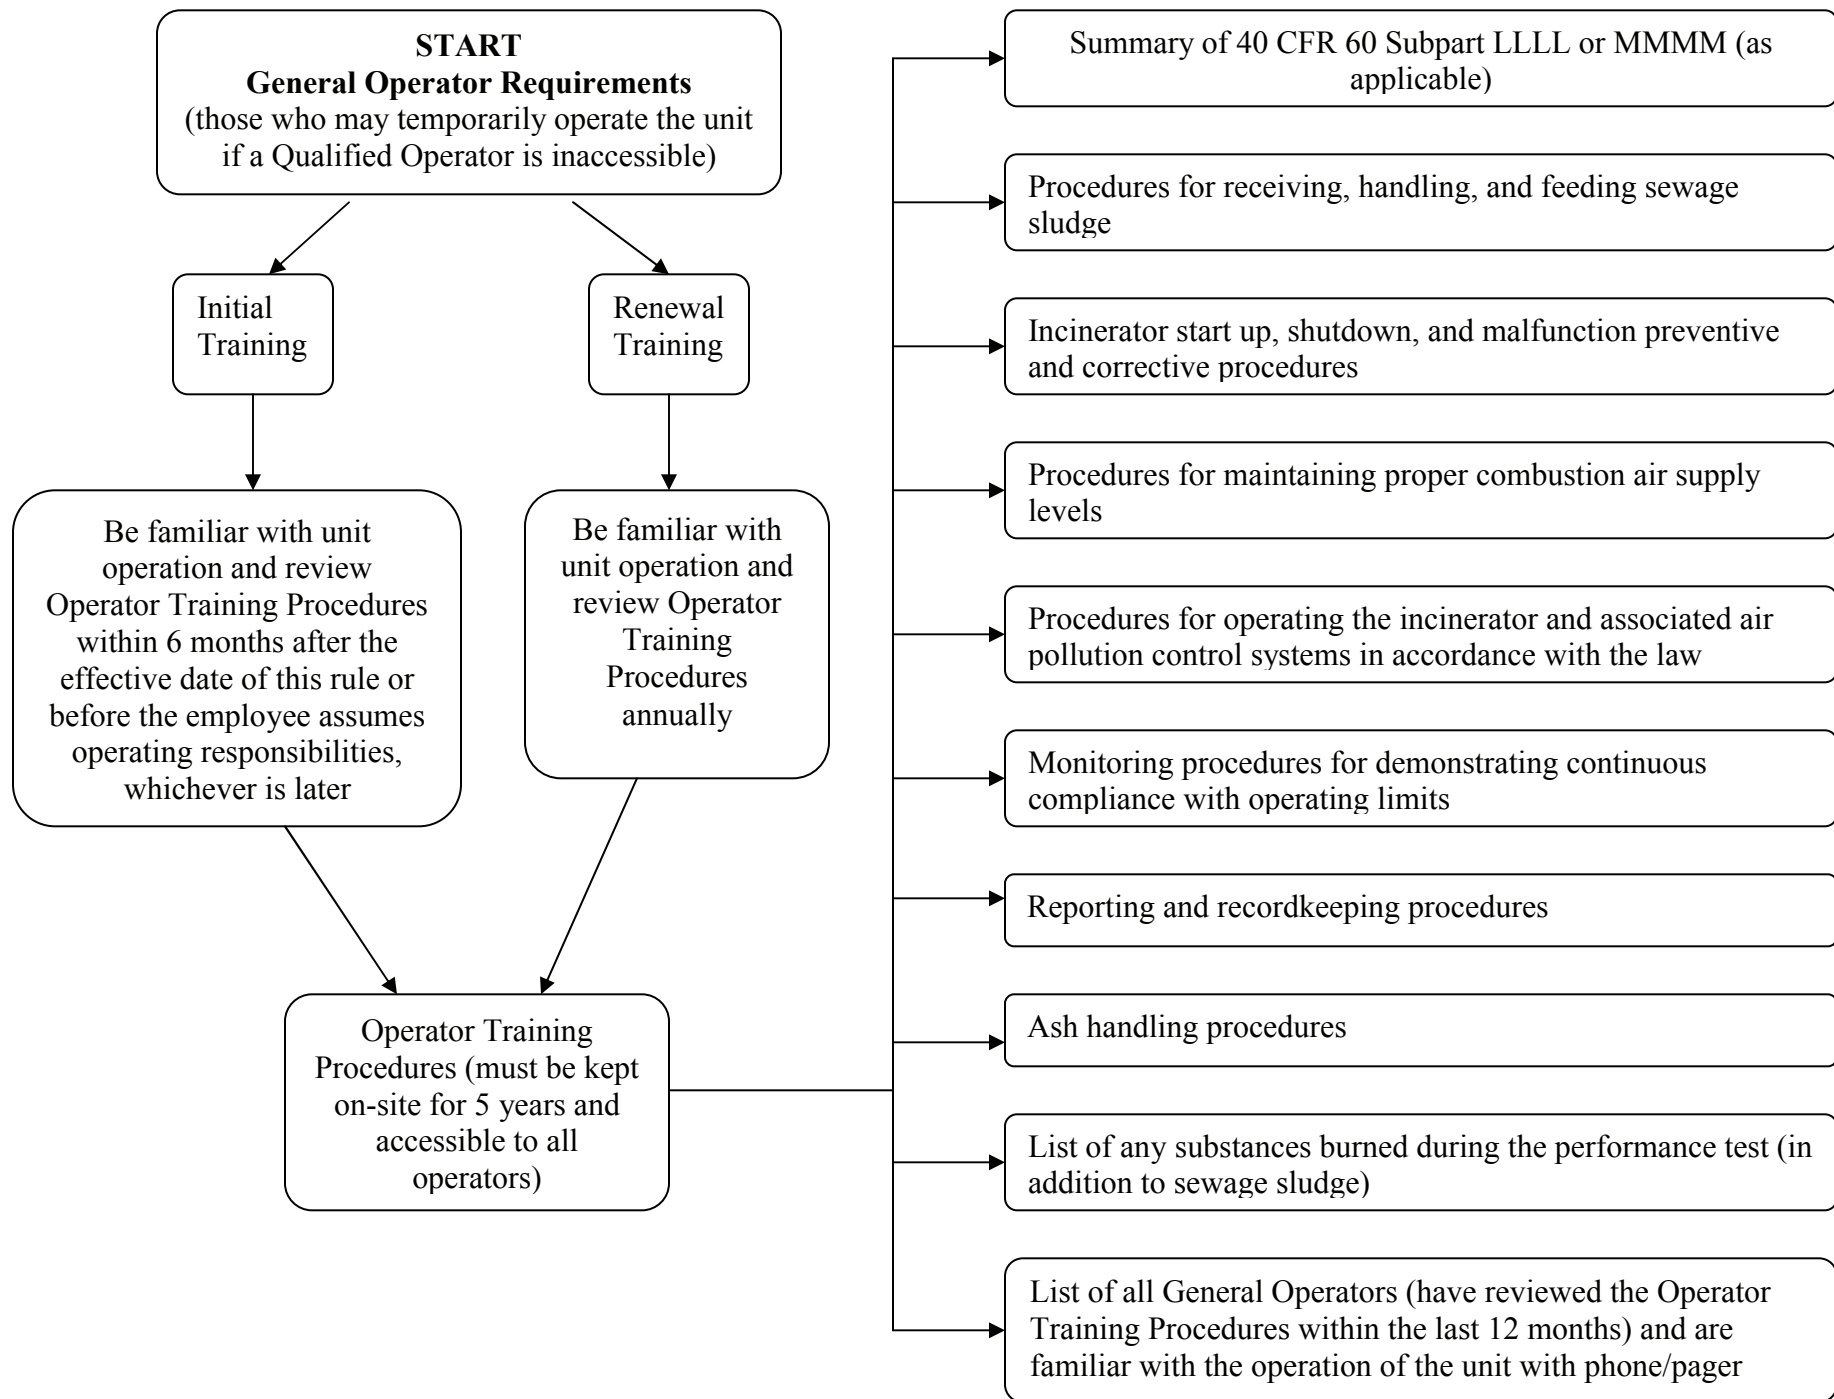 START
General Operator Requirements
(those who may temporarily operate the unit
if a Qualified Operator is inaccessible)
Initial
Training
Renewal
Training
Be familiar with unit
operation and review
Operator Training Procedures
within 6 months after the
effective date of this rule or
before the employee assumes
operating responsibilities,
whichever is later
Be familiar with
unit operation and
review Operator
Training
Procedures
annually
Operator Training
Procedures (must be kept
on-site for 5 years and
accessible to all
operators)
Summary of 40 CFR 60 Subpart LLLL or MMMM (as
applicable)
Procedures for receiving, handling, and feeding sewage
sludge
Incinerator start up, shutdown, and malfunction preventive
and corrective procedures
Procedures for maintaining proper combustion air supply
levels
Procedures for operating the incinerator and associated air
pollution control systems in accordance with the law
Monitoring procedures for demonstrating continuous
compliance with operating limits
Reporting and recordkeeping procedures
Ash handling procedures
List of any substances burned during the performance test (in
addition to sewage sludge)
List of all General Operators (have reviewed the Operator
Training Procedures within the last 12 months) and are
familiar with the operation of the unit with phone/pager